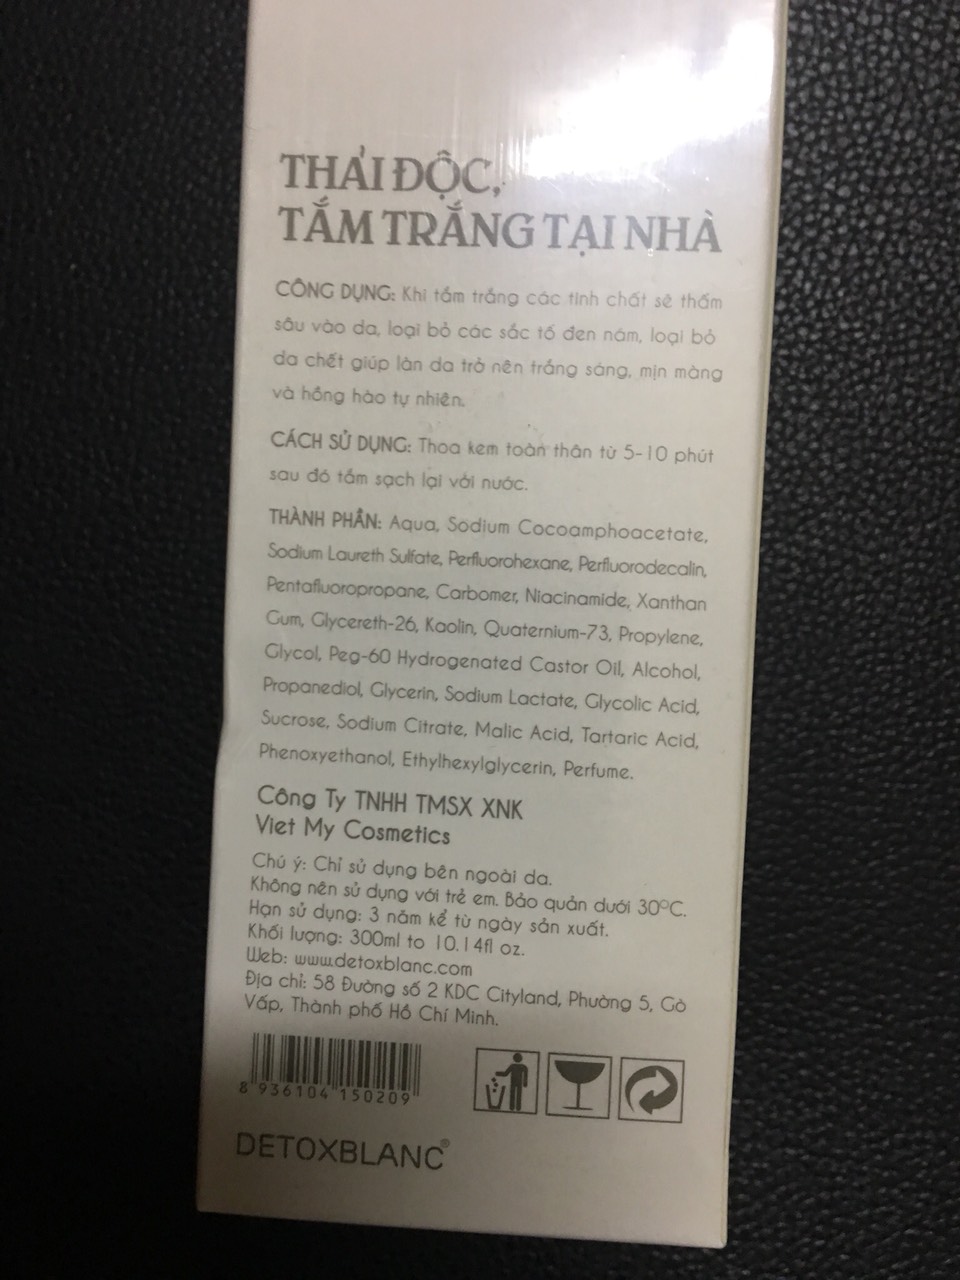 THẢI ĐỘC,
TẮM TRẮNG TẠI NHÀ
CÔNG DỤNG: Khi tắm trắng các tinh chất sẽ thấm
sâu vào da, loại bỏ các sắc tố đen nám, loại bỏ
da chết giúp làn da trở nên trắng sáng, mịn màng
và hồng hào tự nhiên.
CÁCH SỬ DỤNG: Thoa kem toàn thân từ 5-10 phút
sau đó tắm sạch lại với nước.
THÀNH PHẦN: Aqua, Sodium Cocoamphoacetate,
Sodium Laureth Sulfate, Perfluorohexane, Perfluorodecalin,
Pentafluoropropane, Carbomer, Niacinamide, Xanthan
Gum, Glycereth-26, Kaolin, Quaternium-73, Propylene,
Glycol, Peg-60 Hydrogenated Castor Oil, Alcohol,
Propanediol, Glycerin, Sodium Lactate, Glycolic Acid,
Sucrose, Sodium Citrate, Malic Acid, Tartaric Acid,
Phenoxyethanol, Ethylhexylglycerin, Perfume.
Công Ty TNHH TMSX XNK
Viet My Cosmetics
Chú ý: Chỉ sử dụng bên ngoài da.
Không nên sử dụng với trẻ em. Bảo quản dưới 30°C.
Hạn sử dụng: 3 năm kể từ ngày sản xuất.
Khối lượng: 300ml to 10.14fl oz.
Web: www.detoxblanc.com
Địa chỉ: 58 Đường số 2 KDC Cityland, Phường 5, Gò
Vấp, Thành phố Hồ Chí Minh.
8 936104 150209
DETOXBLANC®